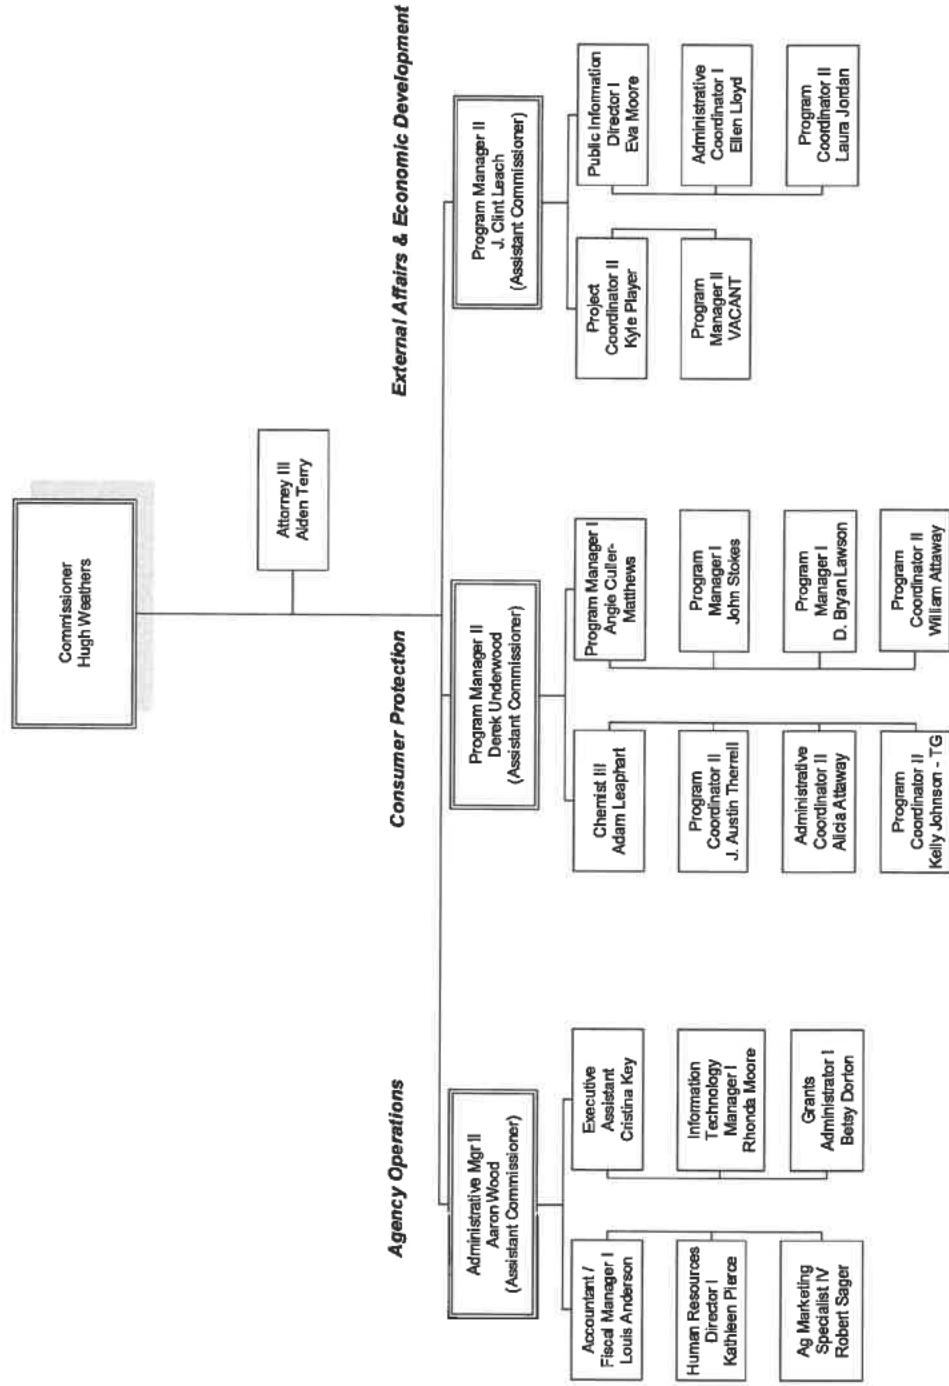 Commissioner
Hugh Weathers
Attorney III
Aiden Terry
Agency Operations
Consumer Protection
External Affairs & Economic Development
Administrative Mgr II
Aaron Wood
(Assistant Commissioner)
Program Manager II
Derek Underwood
(Assistant Commissioner)
Program Manager II
J. Clint Leach
(Assistant Commissioner)
Accountant /
Fiscal Manager I
Louis Anderson
Human Resources
Director I
Kathleen Pierce
Ag Marketing
Specialist IV
Robert Sager
Executive
Assistant
Cristina Key
Information
Technology
Manager I
Rhonda Moore
Grants
Administrator I
Betsy Dorton
Chemist III
Adam Leaphart
Program
Coordinator II
J. Austin Therrell
Administrative
Coordinator II
Alicia Attaway
Program
Coordinator II
Kelly Johnson - TG
Program Manager I
Angie Culler-
Matthews
Program
Manager I
John Stokes
Program
Manager I
D. Bryan Lawson
Program
Coordinator II
William Attaway
Project
Coordinator II
Kyle Player
Program
Manager II
VACANT
Public Information
Director I
Eva Moore
Administrative
Coordinator I
Ellen Lloyd
Program
Coordinator II
Laura Jordan